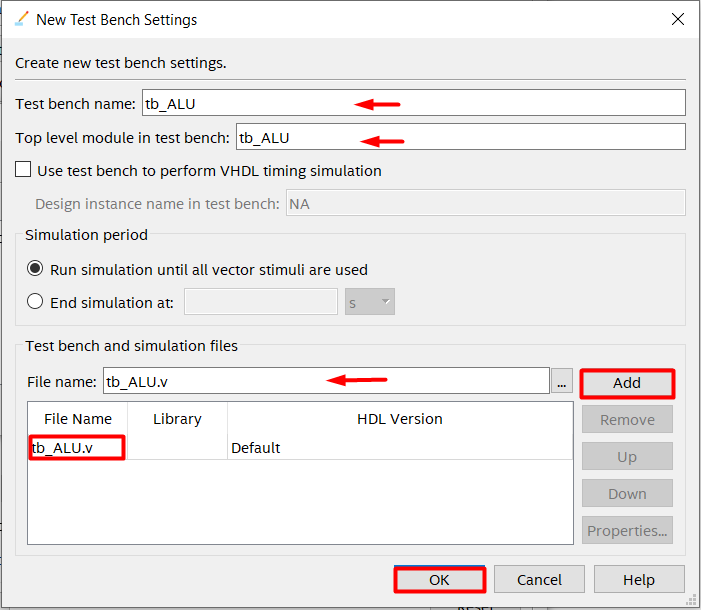 New Test Bench Settings
Create new test bench settings.
Test bench name: tb_ALU
Top level module in test bench: tb_ALU
Use test bench to perform VHDL timing simulation
Design instance name in test bench: NA
Simulation period
Run simulation until all vector stimuli are used
End simulation at: s
Test bench and simulation files
File name: tb_ALU.v ... Add
File Name Library HDL Version Remove
tb_ALU.v Default
Up
Down
Properties...
OK Cancel Help